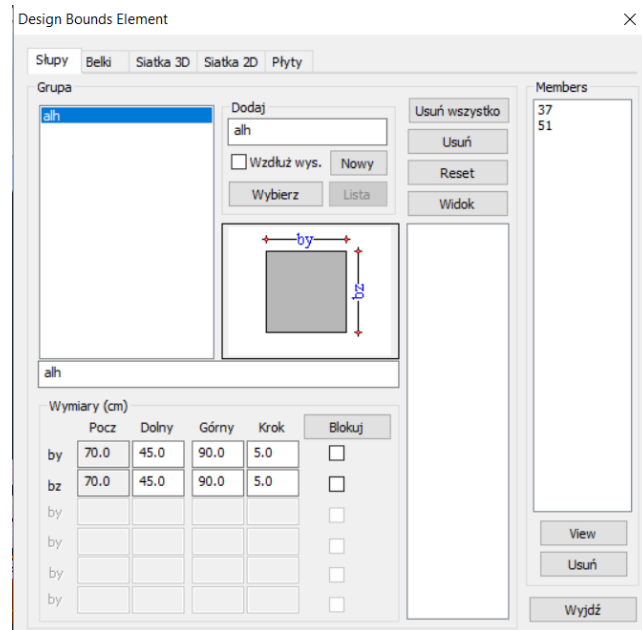 Design Bounds Element
Słupy Belki Siatka 3D Siatka 2D Płyty
Grupa
alh
Dodaj
alh
Wzdłuż wys. Nowy
Wybierz Lista
by
bz
alh
Usuń wszystko
Usuń
Reset
Widok
Members
37
51
Wymiary (cm)
Pocz Dolny Górny Krok Blokuj
by 70.0 45.0 90.0 5.0
bz 70.0 45.0 90.0 5.0
by
by
by
by
View
Usuń
Wyjdź